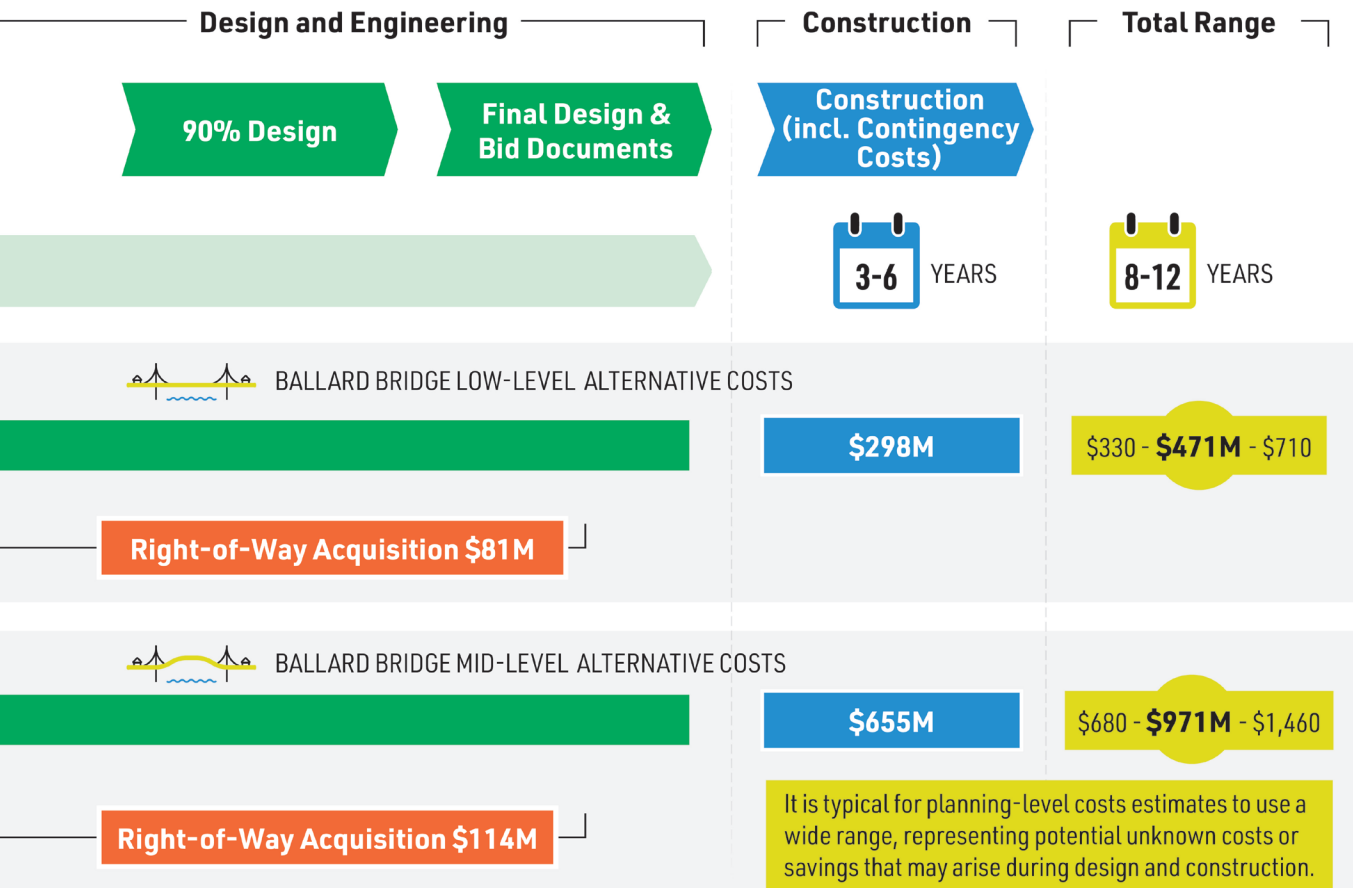 Design and Engineering
Construction
Total Range
90% Design
Final Design &
Bid Documents
Construction
(incl. Contingency
Costs)
3-6 YEARS
8-12 YEARS
BALLARD BRIDGE LOW-LEVEL ALTERNATIVE COSTS
$298M
$330 - $471M - $710
Right-of-Way Acquisition $81M
BALLARD BRIDGE MID-LEVEL ALTERNATIVE COSTS
$655M
$680 - $971M - $1,460
Right-of-Way Acquisition $114M
It is typical for planning-level costs estimates to use a
wide range, representing potential unknown costs or
savings that may arise during design and construction.